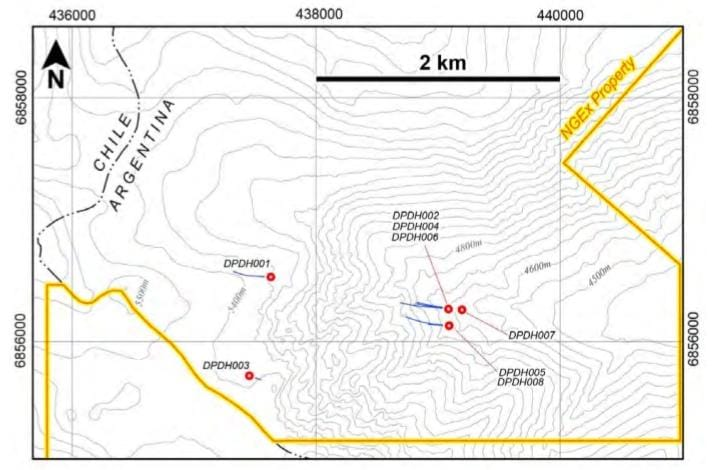 436000
438000
440000
N
2 km
6858000
6858000
NGEx Property
CHILE
ARGENTINA
DPDH002
DPDH004
DPDH006
4800m
DPDH001
4600m
4500m
5500m
5400m
DPDH007
6856000
6856000
DPDH003
DPDH005
DPDH008